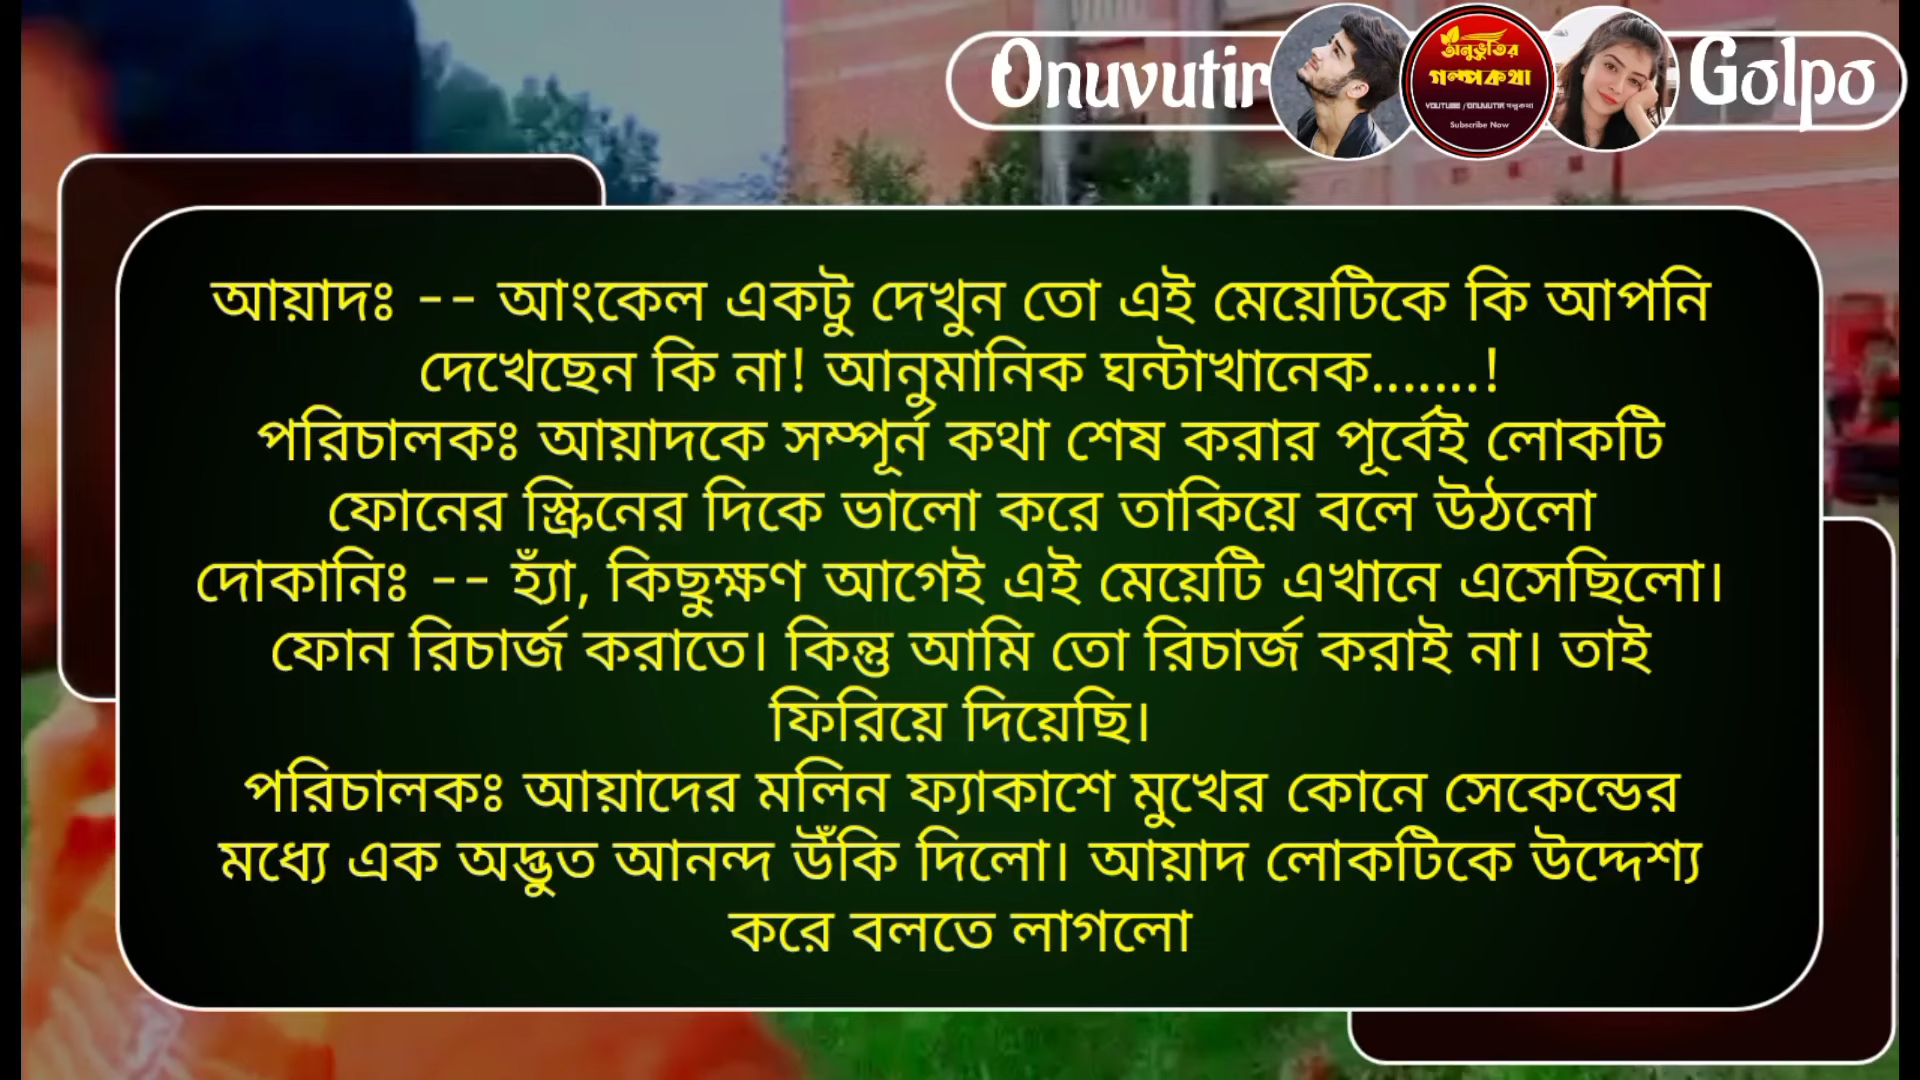 Onuvutir
অনুভূতির
গল্পকথা
Subscribe Now
Golpo
আয়াদঃ -- আংকেল একটু দেখুন তো এই মেয়েটিকে কি আপনি
দেখেছেন কি না! আনুমানিক ঘন্টাখানেক.......!
পরিচালকঃ আয়াদকে সম্পূর্ন কথা শেষ করার পূর্বেই লোকটি
ফোনের স্ক্রিনের দিকে ভালো করে তাকিয়ে বলে উঠলো
দোকানিঃ -- হ্যাঁ, কিছুক্ষণ আগেই এই মেয়েটি এখানে এসেছিলো।
ফোন রিচার্জ করাতে। কিন্তু আমি তো রিচার্জ করাই না। তাই
ফিরিয়ে দিয়েছি।
পরিচালকঃ আয়াদের মলিন ফ্যাকাশে মুখের কোনে সেকেন্ডের
মধ্যে এক অদ্ভুত আনন্দ উঁকি দিলো। আয়াদ লোকটিকে উদ্দেশ্য
করে বলতে লাগলো